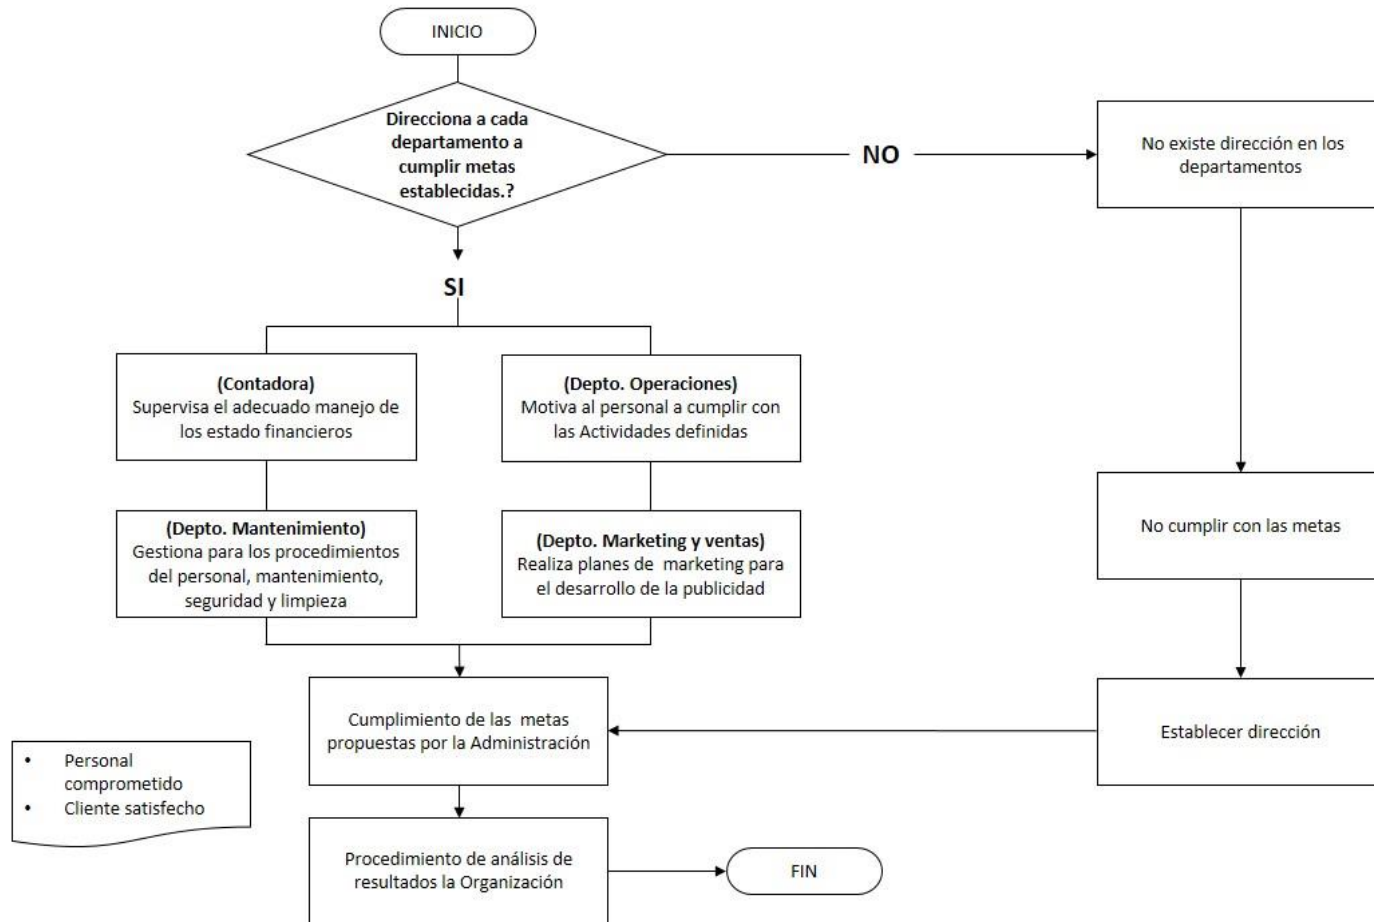 INICIO
Direcciona a cada
departamento a
cumplir metas
establecidas.?
NO
No existe dirección en los
departamentos
SI
(Contadora)
Supervisa el adecuado manejo de
los estado financieros
(Depto. Operaciones)
Motiva al personal a cumplir con
las Actividades definidas
(Depto. Mantenimiento)
Gestiona para los procedimientos
del personal, mantenimiento,
seguridad y limpieza
(Depto. Marketing y ventas)
Realiza planes de marketing para
el desarrollo de la publicidad
No cumplir con las metas
Cumplimiento de las metas
propuestas por la Administración
Establecer dirección
• Personal
comprometido
• Cliente satisfecho
Procedimiento de análisis de
resultados la Organización
FIN